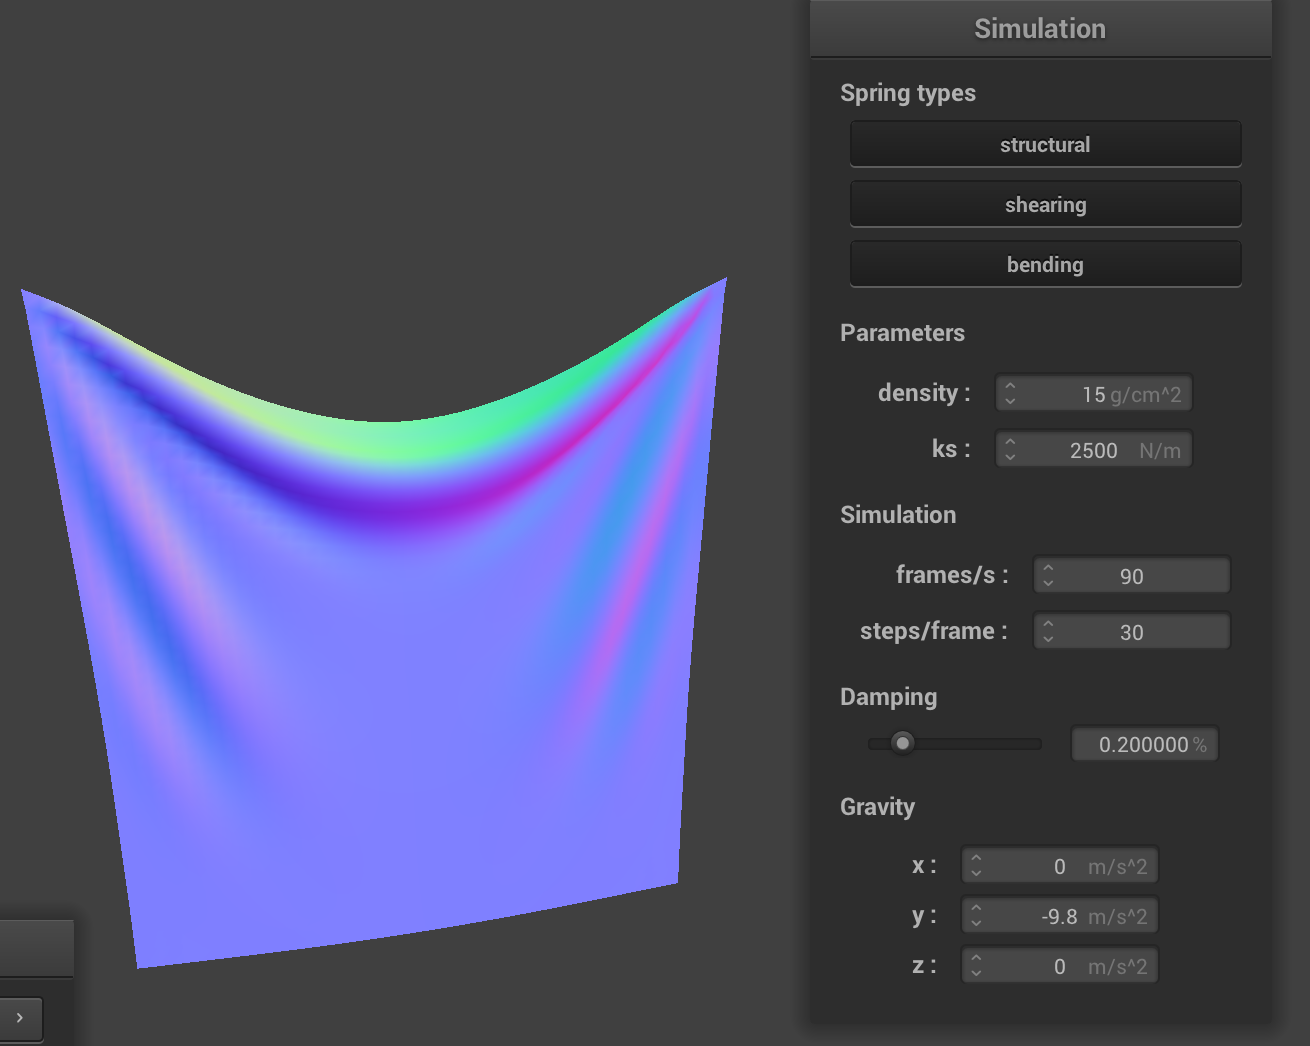 Simulation
Spring types
structural
shearing
bending
Parameters
density : 15 g/cm^2
ks : 2500 N/m
Simulation
frames/s : 90
steps/frame : 30
Damping
0.200000 %
Gravity
x : 0 m/s^2
y : -9.8 m/s^2
z : 0 m/s^2